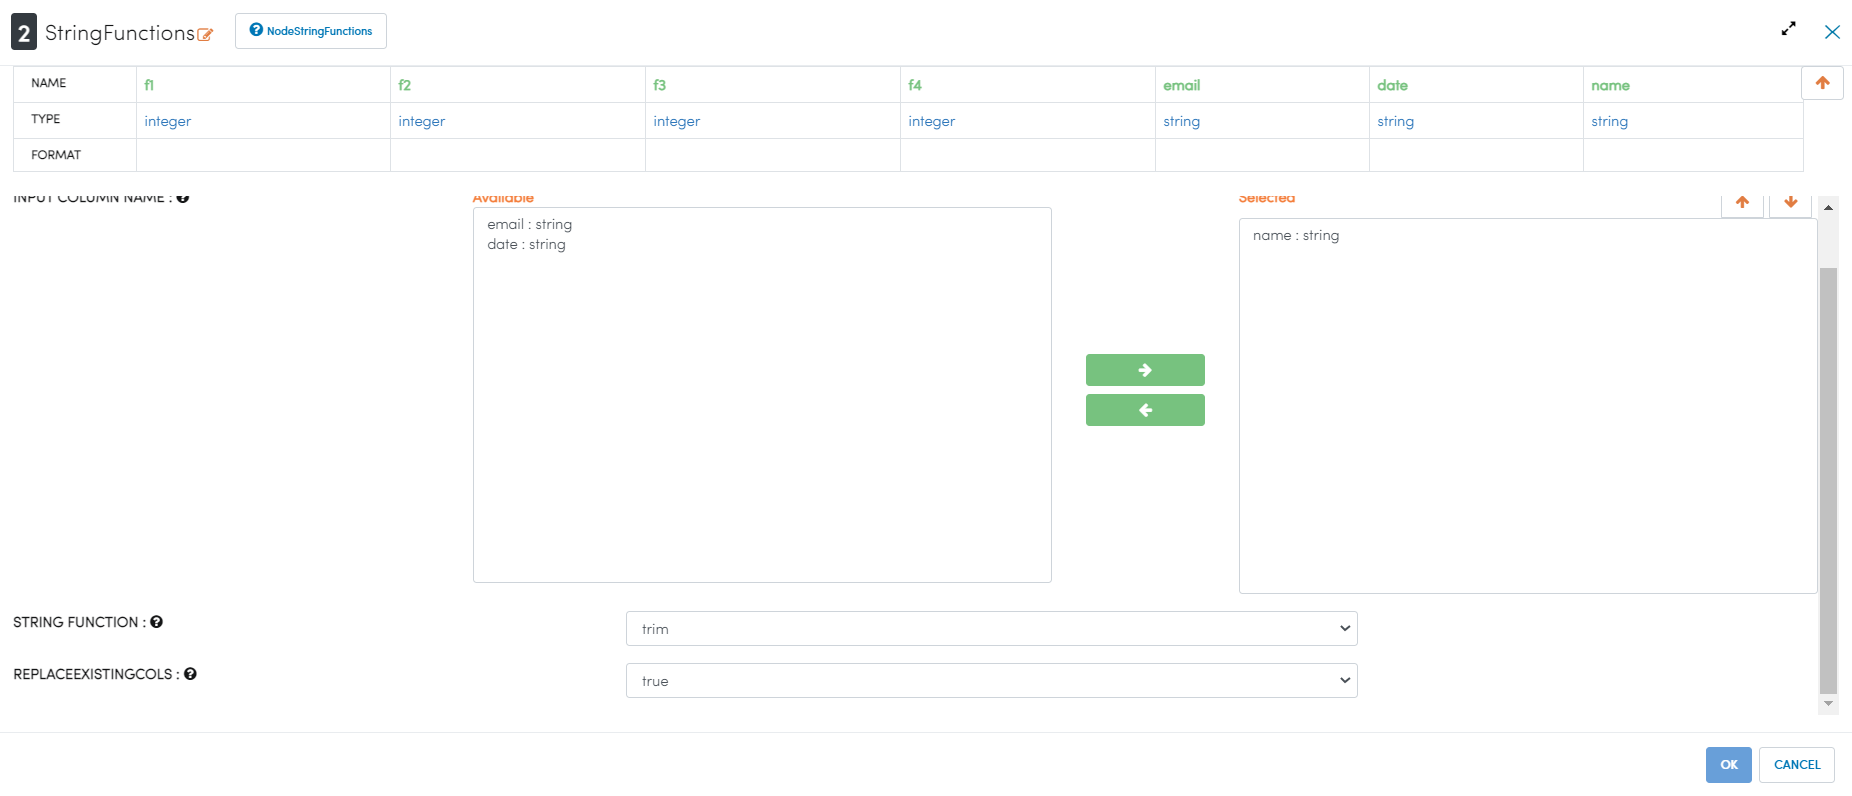 2 StringFunctions NodeStringFunctions
NAME f1 f2 f3 f4 email date name
TYPE integer integer integer integer string string string
FORMAT
INPUT COLUMN NAME : Available Selected
email : string
date : string
name : string
STRING FUNCTION : trim
REPLACEEXISTINGCOLS : true
OK CANCEL